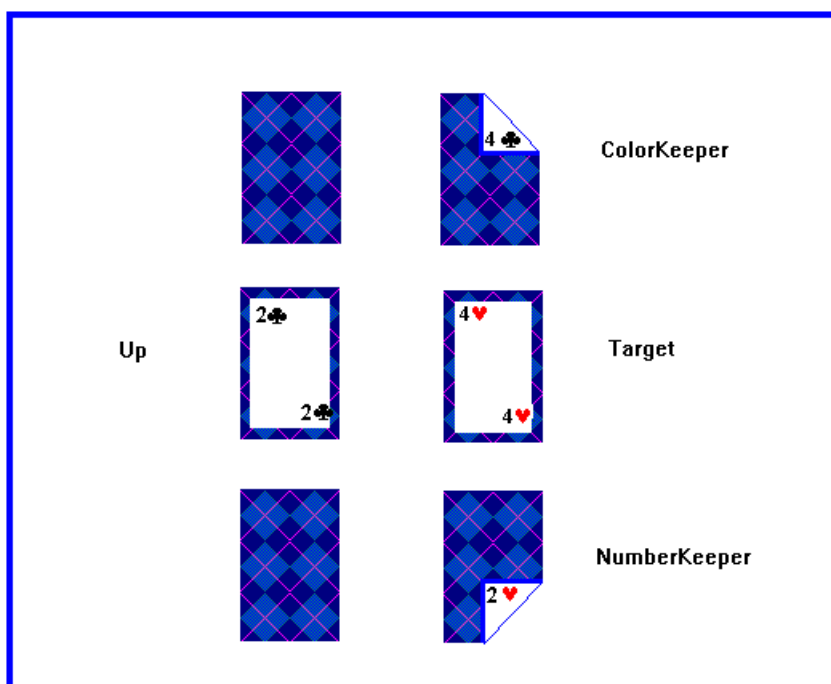 4♣
ColorKeeper
2♣
4♥
Up
Target
2♣
4♥
NumberKeeper
2♥